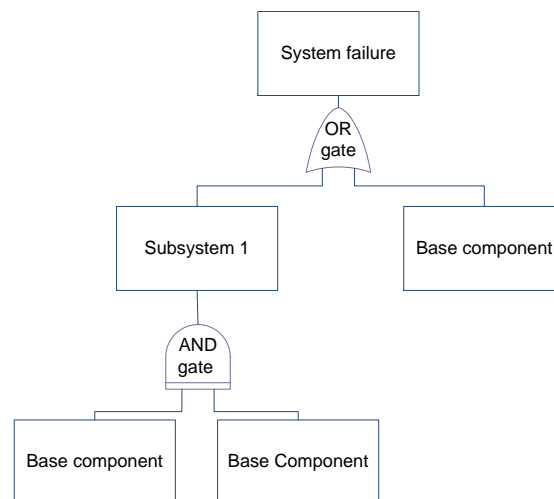 System failure
OR
gate
Subsystem 1
Base component
AND
gate
Base component
Base Component